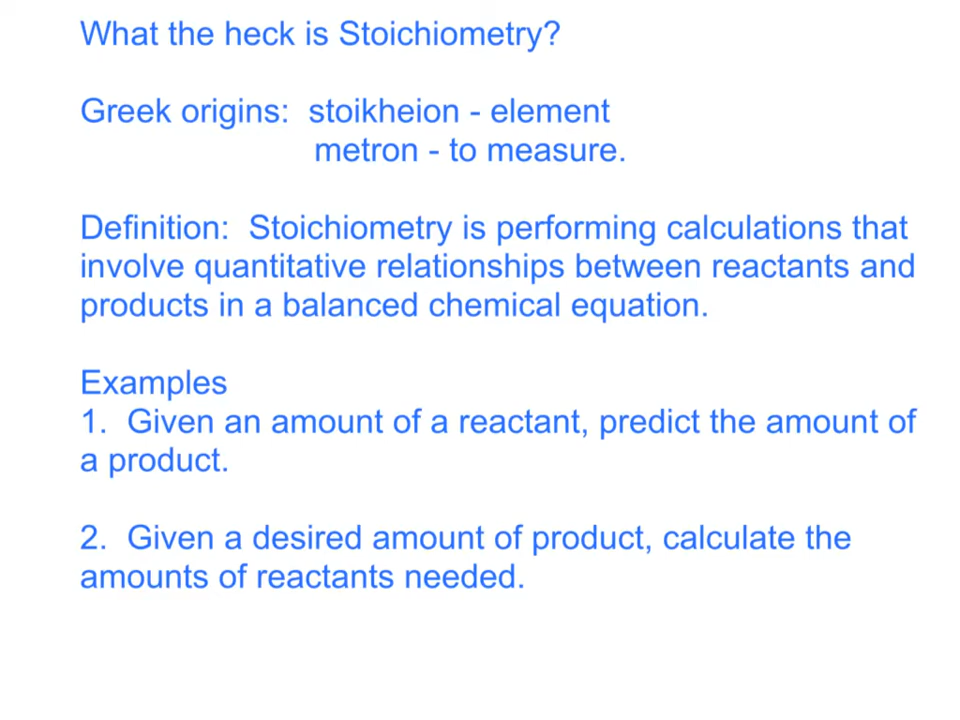 What the heck is Stoichiometry?
Greek origins: stoikheion - element
metron - to measure.
Definition: Stoichiometry is performing calculations that
involve quantitative relationships between reactants and
products in a balanced chemical equation.
Examples
1. Given an amount of a reactant, predict the amount of
a product.
2. Given a desired amount of product, calculate the
amounts of reactants needed.